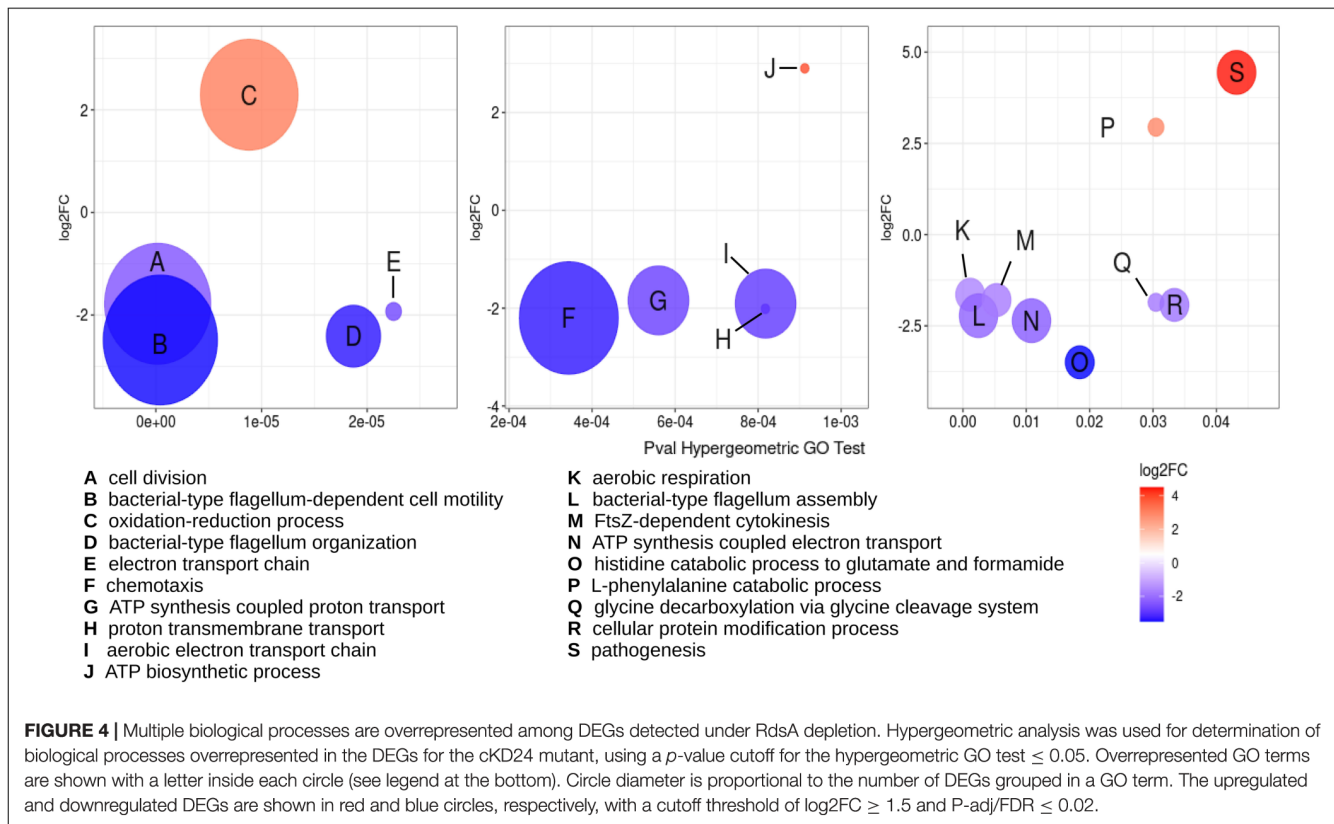 log2FC
2
0
-2
0e+00
1e-05
2e-05
A
B
C
D
E
log2FC
2
0
-2
-4
2e-04
4e-04
6e-04
8e-04
1e-03
F
G
H
I
J
log2FC
5.0
2.5
0.0
-2.5
0.00
0.01
0.02
0.03
0.04
K
L
M
N
O
P
Q
R
S
Pval Hypergeometric GO Test
A cell division
B bacterial-type flagellum-dependent cell motility
C oxidation-reduction process
D bacterial-type flagellum organization
E electron transport chain
F chemotaxis
G ATP synthesis coupled proton transport
H proton transmembrane transport
I aerobic electron transport chain
J ATP biosynthetic process
K aerobic respiration
L bacterial-type flagellum assembly
M FtsZ-dependent cytokinesis
N ATP synthesis coupled electron transport
O histidine catabolic process to glutamate and formamide
P L-phenylalanine catabolic process
Q glycine decarboxylation via glycine cleavage system
R cellular protein modification process
S pathogenesis
log2FC
4
2
0
-2
FIGURE 4 | Multiple biological processes are overrepresented among DEGs detected under RdsA depletion. Hypergeometric analysis was used for determination of
biological processes overrepresented in the DEGs for the cKD24 mutant, using a p-value cutoff for the hypergeometric GO test ≤ 0.05. Overrepresented GO terms
are shown with a letter inside each circle (see legend at the bottom). Circle diameter is proportional to the number of DEGs grouped in a GO term. The upregulated
and downregulated DEGs are shown in red and blue circles, respectively, with a cutoff threshold of log2FC ≥ 1.5 and P-adj/FDR ≤ 0.02.